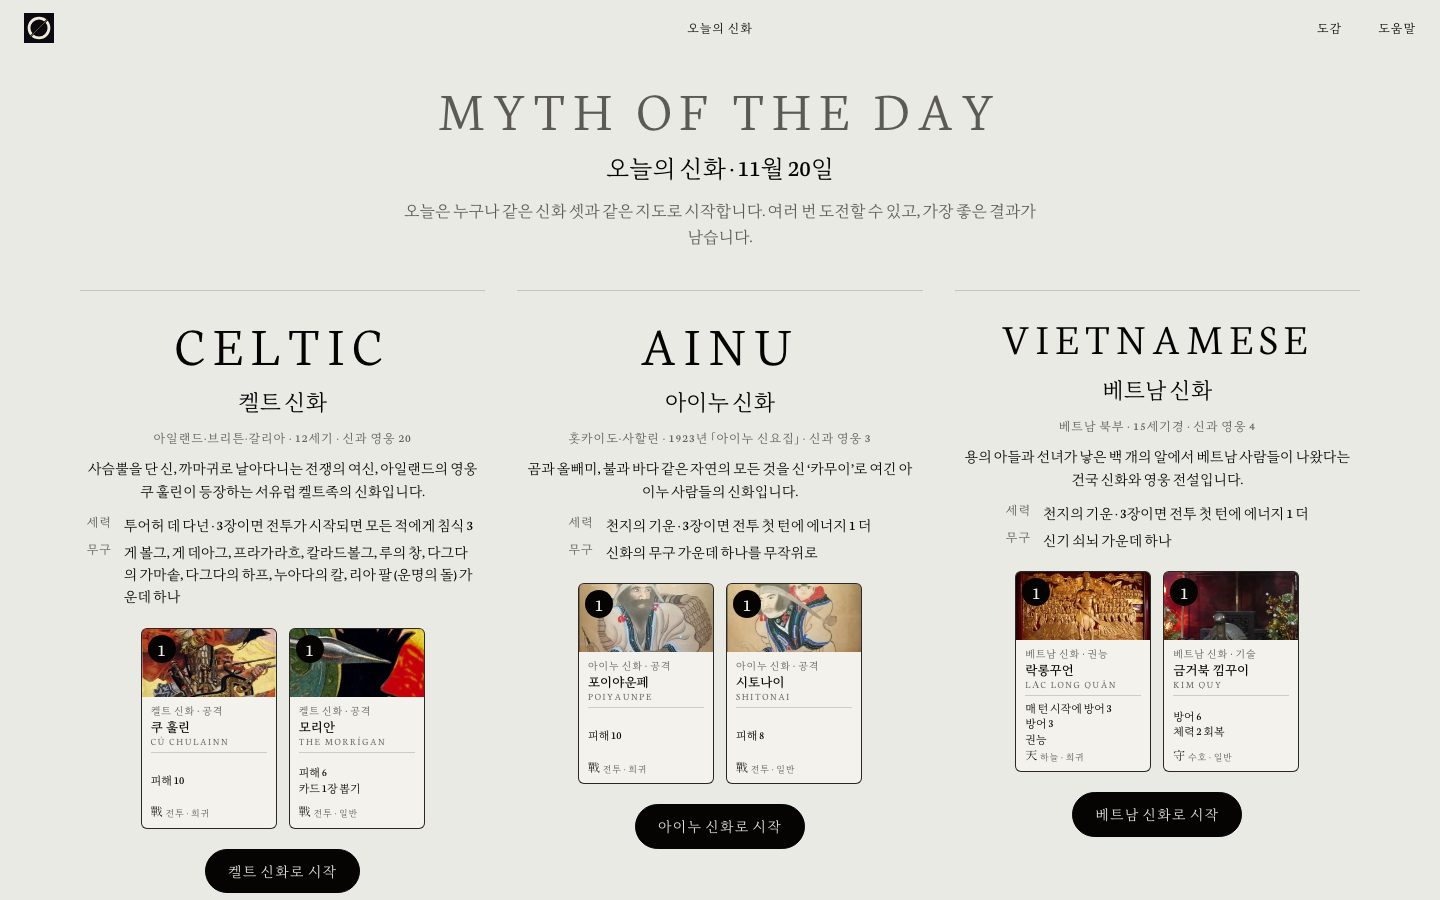 오늘의 신화
도감
도움말
MYTH OF THE DAY
오늘의 신화 · 11월 20일
오늘은 누구나 같은 신화 셋과 같은 지도로 시작합니다. 여러 번 도전할 수 있고, 가장 좋은 결과가
남습니다.
CELTIC
켈트 신화
아일랜드·브리튼·갈리아 · 12세기 · 신과 영웅 20
사슴뿔을 단 신, 까마귀로 날아다니는 전쟁의 여신, 아일랜드의 영웅
쿠 훌린이 등장하는 서유럽 켈트족의 신화입니다.
세력 투어허 데 다넌 · 3장이면 전투가 시작되면 모든 적에게 침식 3
무구 게 볼그, 게 데아그, 프라가라흐, 칼라드볼그, 루의 창, 다그다
의 가마솥, 다그다의 하프, 누아다의 칼, 리아 팔 (운명의 돌) 가
운데 하나
1
켈트 신화 · 공격
쿠 훌린
CÚ CHULAINN
피해 10
戰 전투 · 희귀
1
켈트 신화 · 공격
모리안
THE MORRÍGAN
피해 6
카드 1장 뽑기
戰 전투 · 일반
켈트 신화로 시작
AINU
아이누 신화
홋카이도·사할린 · 1923년 「아이누 신요집」 · 신과 영웅 3
곰과 올빼미, 불과 바다 같은 자연의 모든 것을 신 ‘카무이’로 여긴 아
이누 사람들의 신화입니다.
세력 천지의 기운 · 3장이면 전투 첫 턴에 에너지 1 더
무구 신화의 무구 가운데 하나를 무작위로
1
아이누 신화 · 공격
포이야운페
POIYAUNPE
피해 10
戰 전투 · 희귀
1
아이누 신화 · 공격
시토나이
SHITONAI
피해 8
戰 전투 · 일반
아이누 신화로 시작
VIETNAMESE
베트남 신화
베트남 북부 · 15세기경 · 신과 영웅 4
용의 아들과 선녀가 낳은 백 개의 알에서 베트남 사람들이 나왔다는
건국 신화와 영웅 전설입니다.
세력 천지의 기운 · 3장이면 전투 첫 턴에 에너지 1 더
무구 신기 쇠뇌 가운데 하나
1
베트남 신화 · 권능
락롱꾸언
LẠC LONG QUÂN
매 턴 시작에 방어 3
방어 3
권능
天 하늘 · 희귀
1
베트남 신화 · 기술
금거북 낌꾸이
KIM QUY
방어 6
체력 2 회복
守 수호 · 일반
베트남 신화로 시작